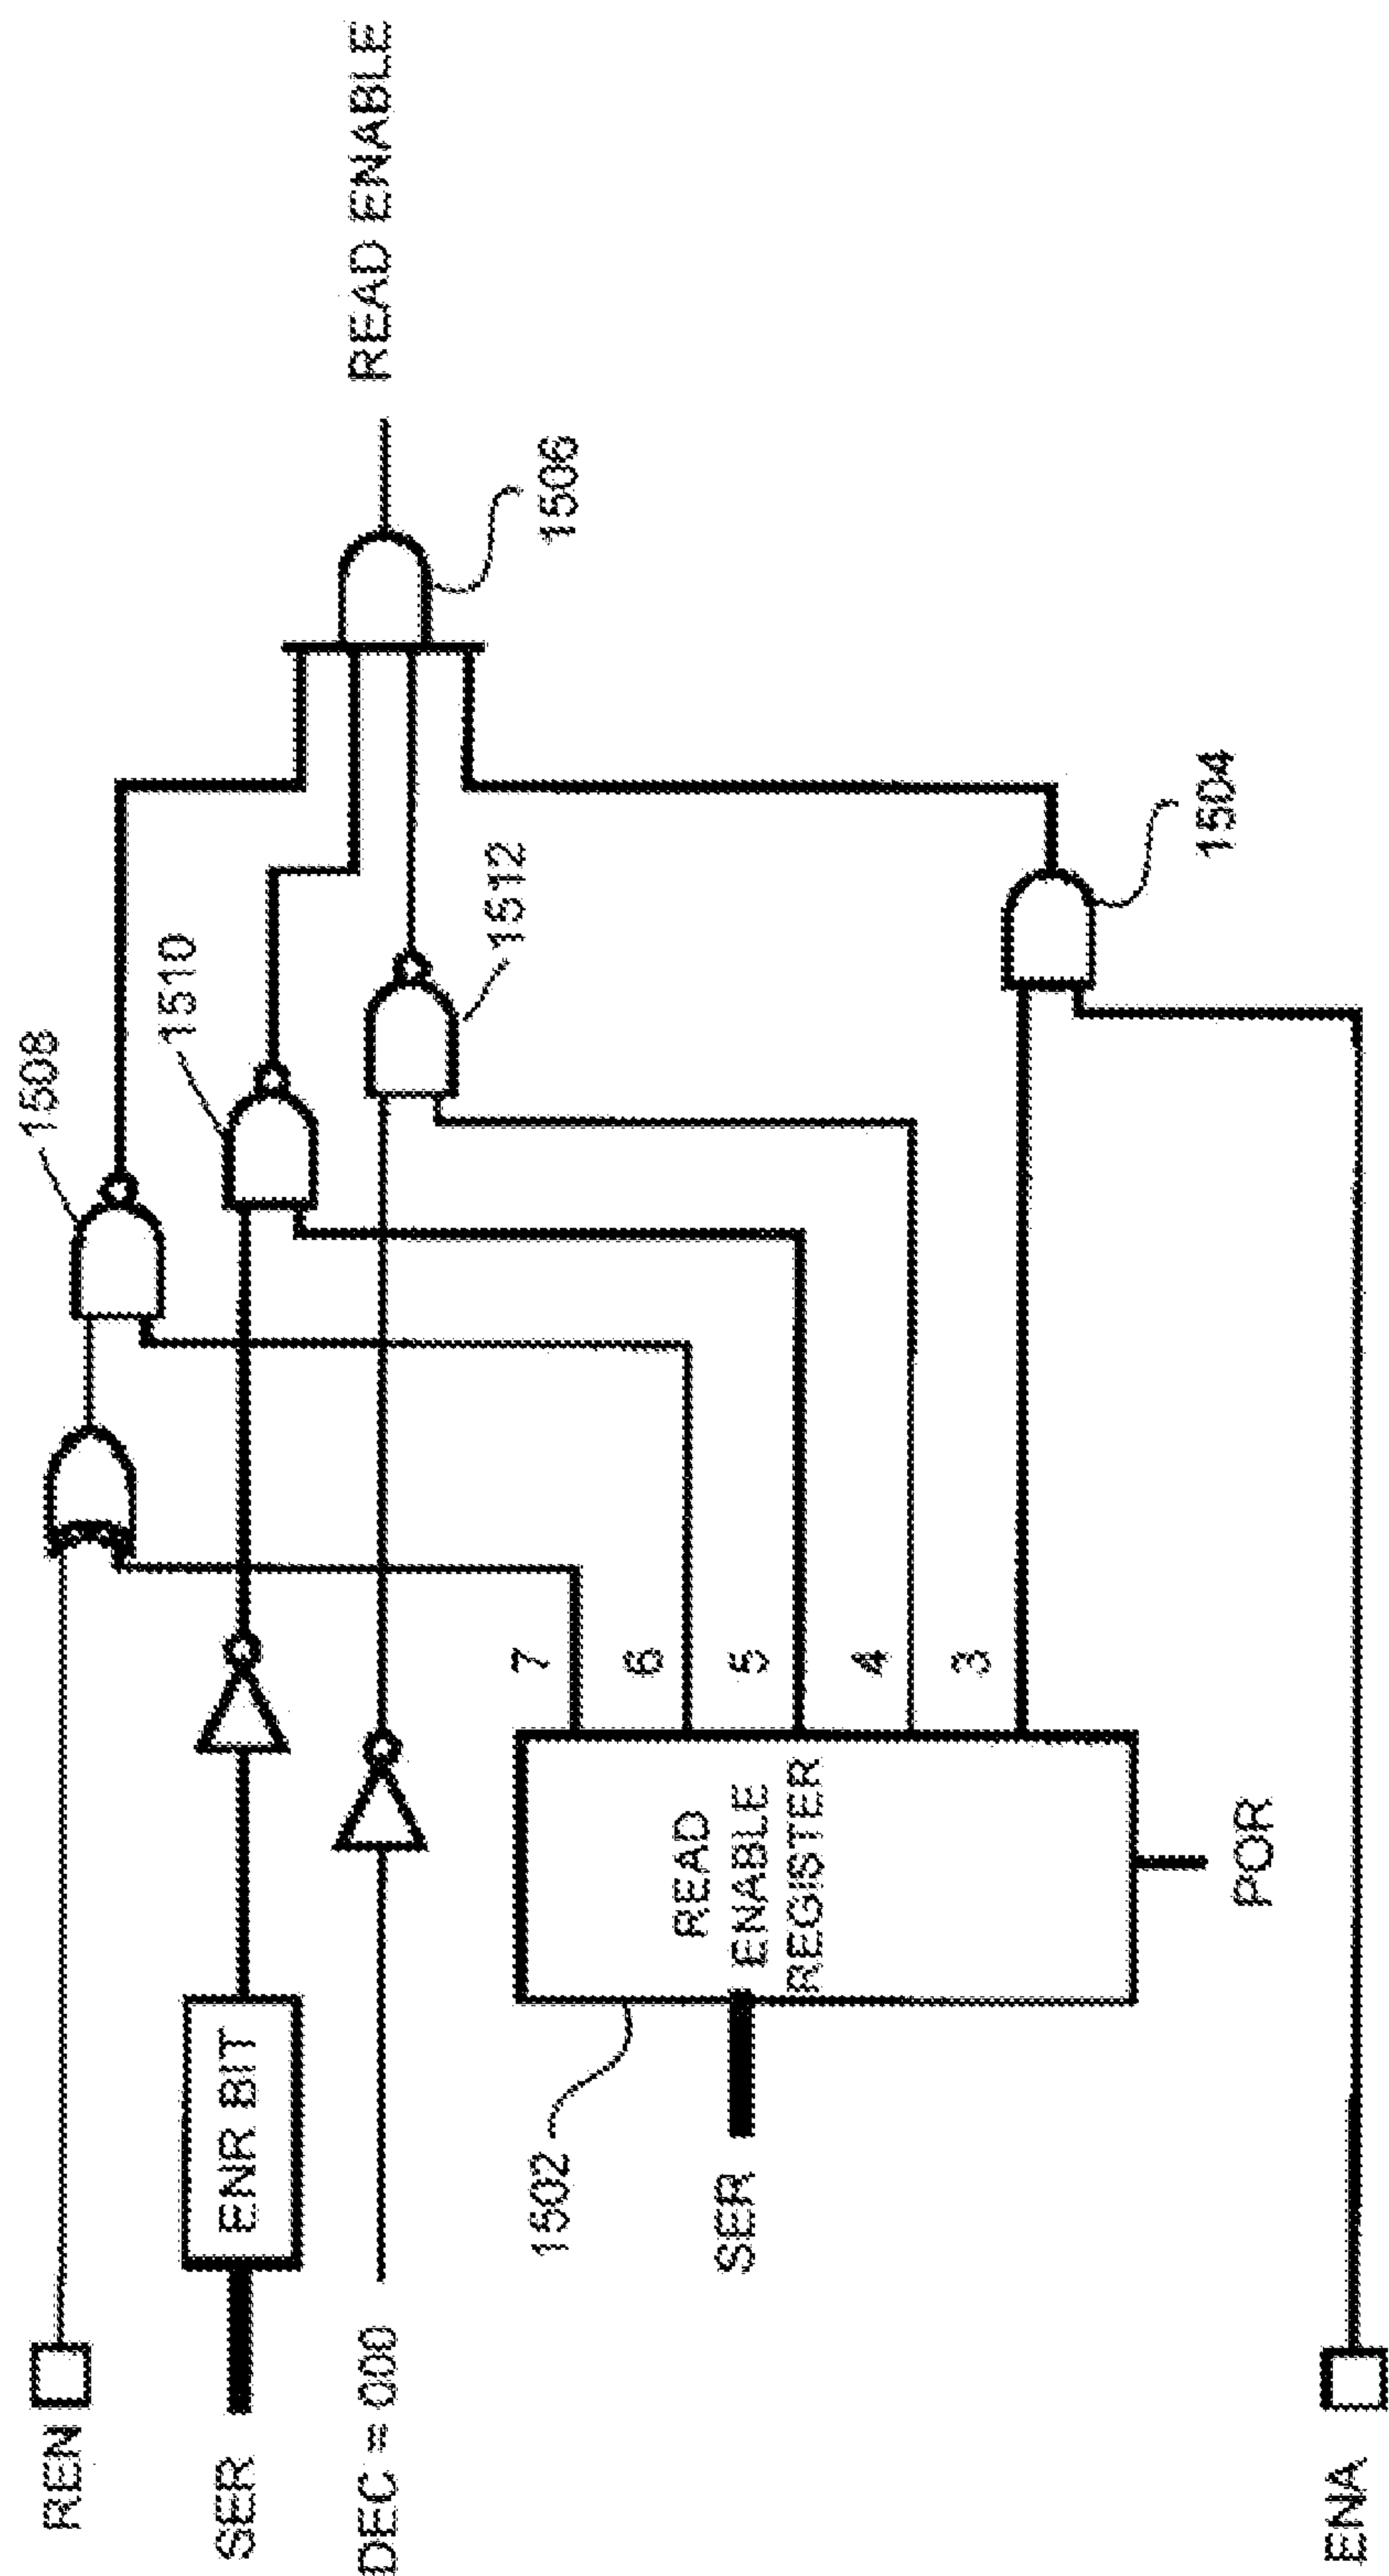 REN
SER
ENR BIT
DEC = 000
1508
1510
1512
READ ENABLE
1506
7
6
5
4
3
READ
ENABLE
REGISTER
1502
SER
POR
1504
ENA